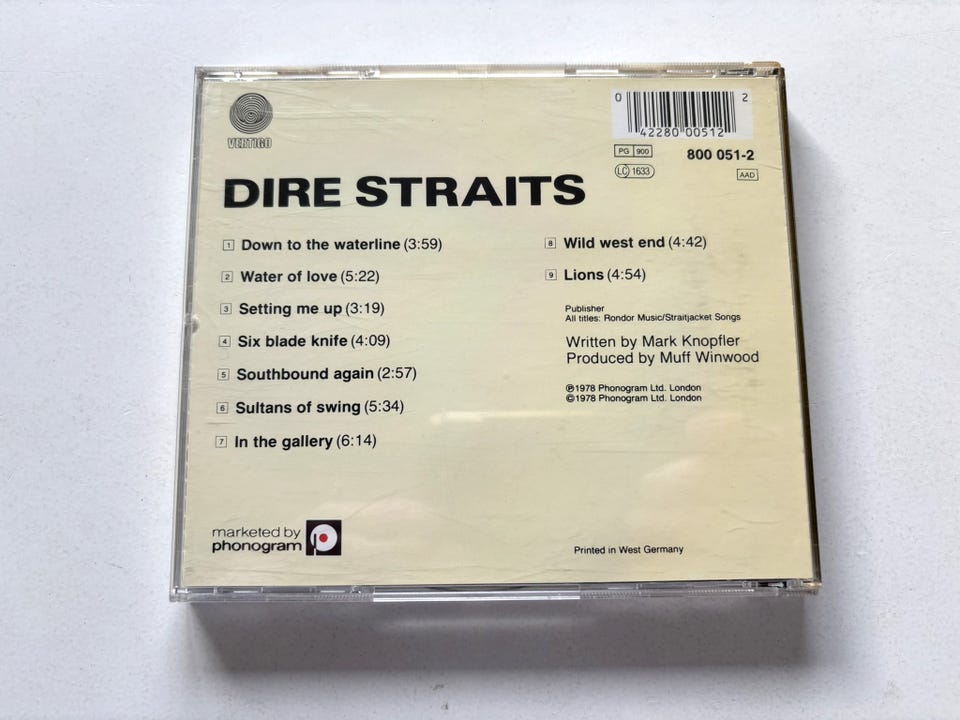 VERTIGO
0 42280 00512 2
PG 900
800 051-2
LC 1633
AAD
DIRE STRAITS
1 Down to the waterline (3:59)
2 Water of love (5:22)
3 Setting me up (3:19)
4 Six blade knife (4:09)
5 Southbound again (2:57)
6 Sultans of swing (5:34)
7 In the gallery (6:14)
8 Wild west end (4:42)
9 Lions (4:54)
Publisher
All titles: Rondor Music/Straitjacket Songs
Written by Mark Knopfler
Produced by Muff Winwood
℗1978 Phonogram Ltd. London
©1978 Phonogram Ltd. London
marketed by
phonogram
Printed in West Germany